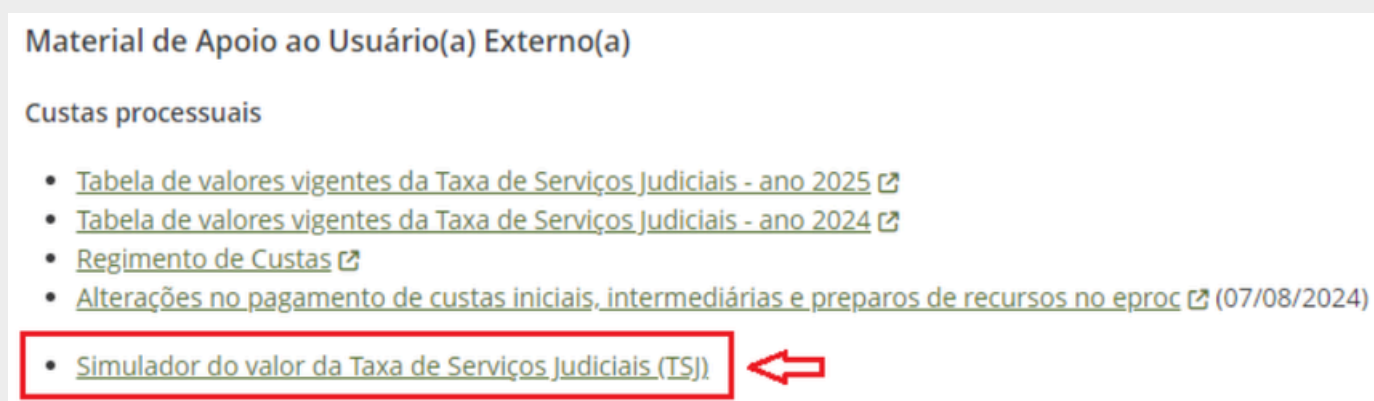 Material de Apoio ao Usuário(a) Externo(a)
Custas processuais
Tabela de valores vigentes da Taxa de Serviços Judiciais - ano 2025
Tabela de valores vigentes da Taxa de Serviços Judiciais - ano 2024
Regimento de Custas
Alterações no pagamento de custas iniciais, intermediárias e preparos de recursos no eproc (07/08/2024)
Simulador do valor da Taxa de Serviços Judiciais (TSJ)